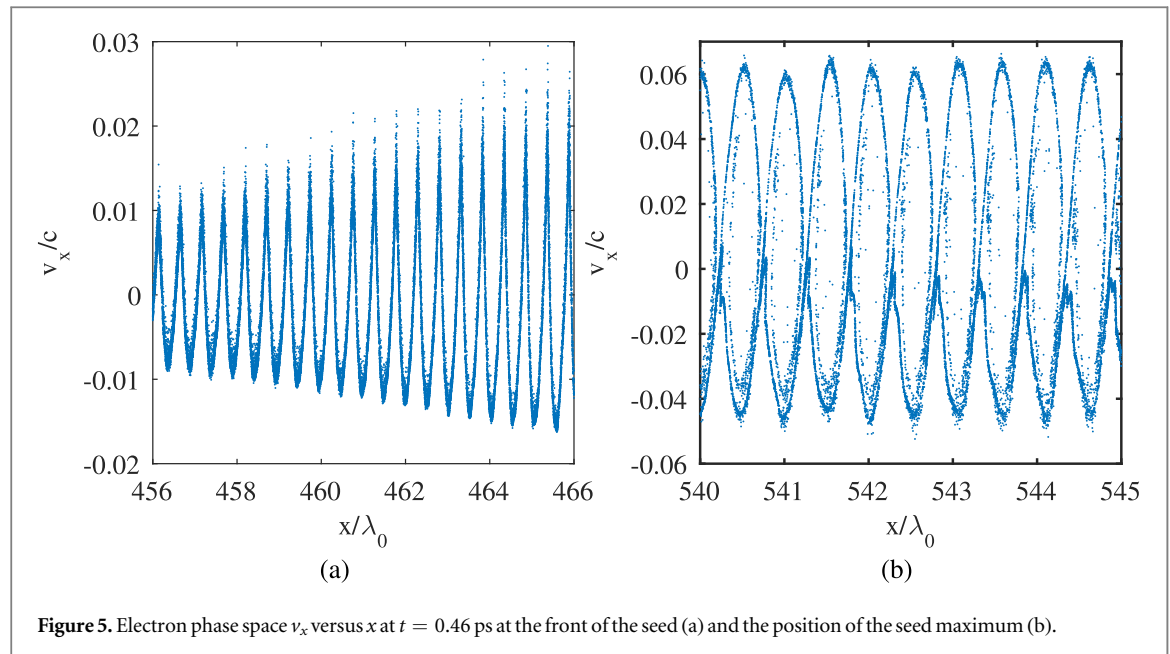 0.03
0.02
0.01
0
-0.01
-0.02
v_x/c
456 458 460 462 464 466
x/λ_0
(a)
0.06
0.04
0.02
0
-0.02
-0.04
-0.06
v_x/c
540 541 542 543 544 545
x/λ_0
(b)
Figure 5. Electron phase space v_x versus x at t = 0.46 ps at the front of the seed (a) and the position of the seed maximum (b).